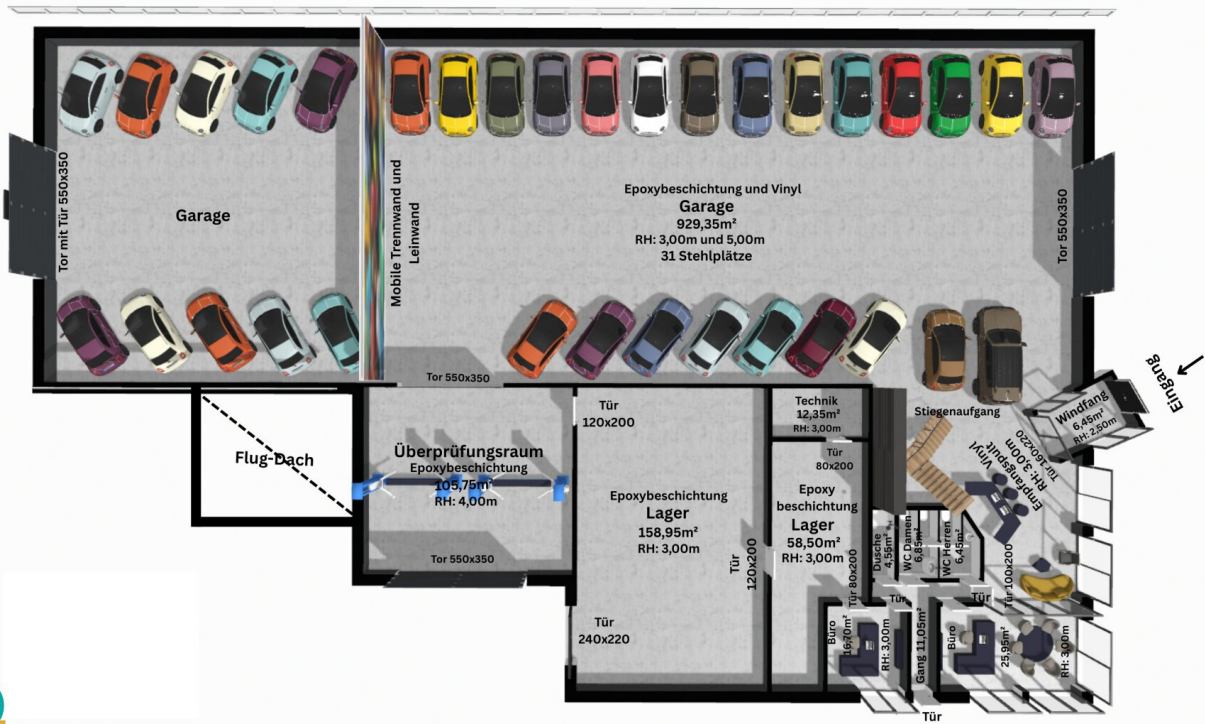 Tor mit Tür 550x350
Garage
Mobile Trennwand und
Leinwand
Epoxybeschichtung und Vinyl
Garage
929,35m²
RH: 3,00m und 5,00m
31 Stehlplätze
Tor 550x350
Eingang
Windfang
6,45m²
RH: 2,50m
Tor 550x350
Stiegenaufgang
Tür 160x220
RH: 3,00m
Empfangspult
Vinyl
Flug-Dach
Überprüfungsraum
Epoxybeschichtung
105,75m²
RH: 4,00m
Tor 550x350
Tür
120x200
Technik
12,35m²
RH: 3,00m
Tür
80x200
Epoxybeschichtung
Lager
158,95m²
RH: 3,00m
Tür
120x200
Tür
240x220
Epoxy
beschichtung
Lager
58,50m²
RH: 3,00m
Tür 80x200
Dusche
4,55m²
WC Damen
6,85m²
WC Herren
6,45m²
Tür 100x200
Tür
Tür
Büro
16,70m²
RH: 3,00m
Gang 11,05m²
Büro
25,95m²
RH: 3,00m
Tür